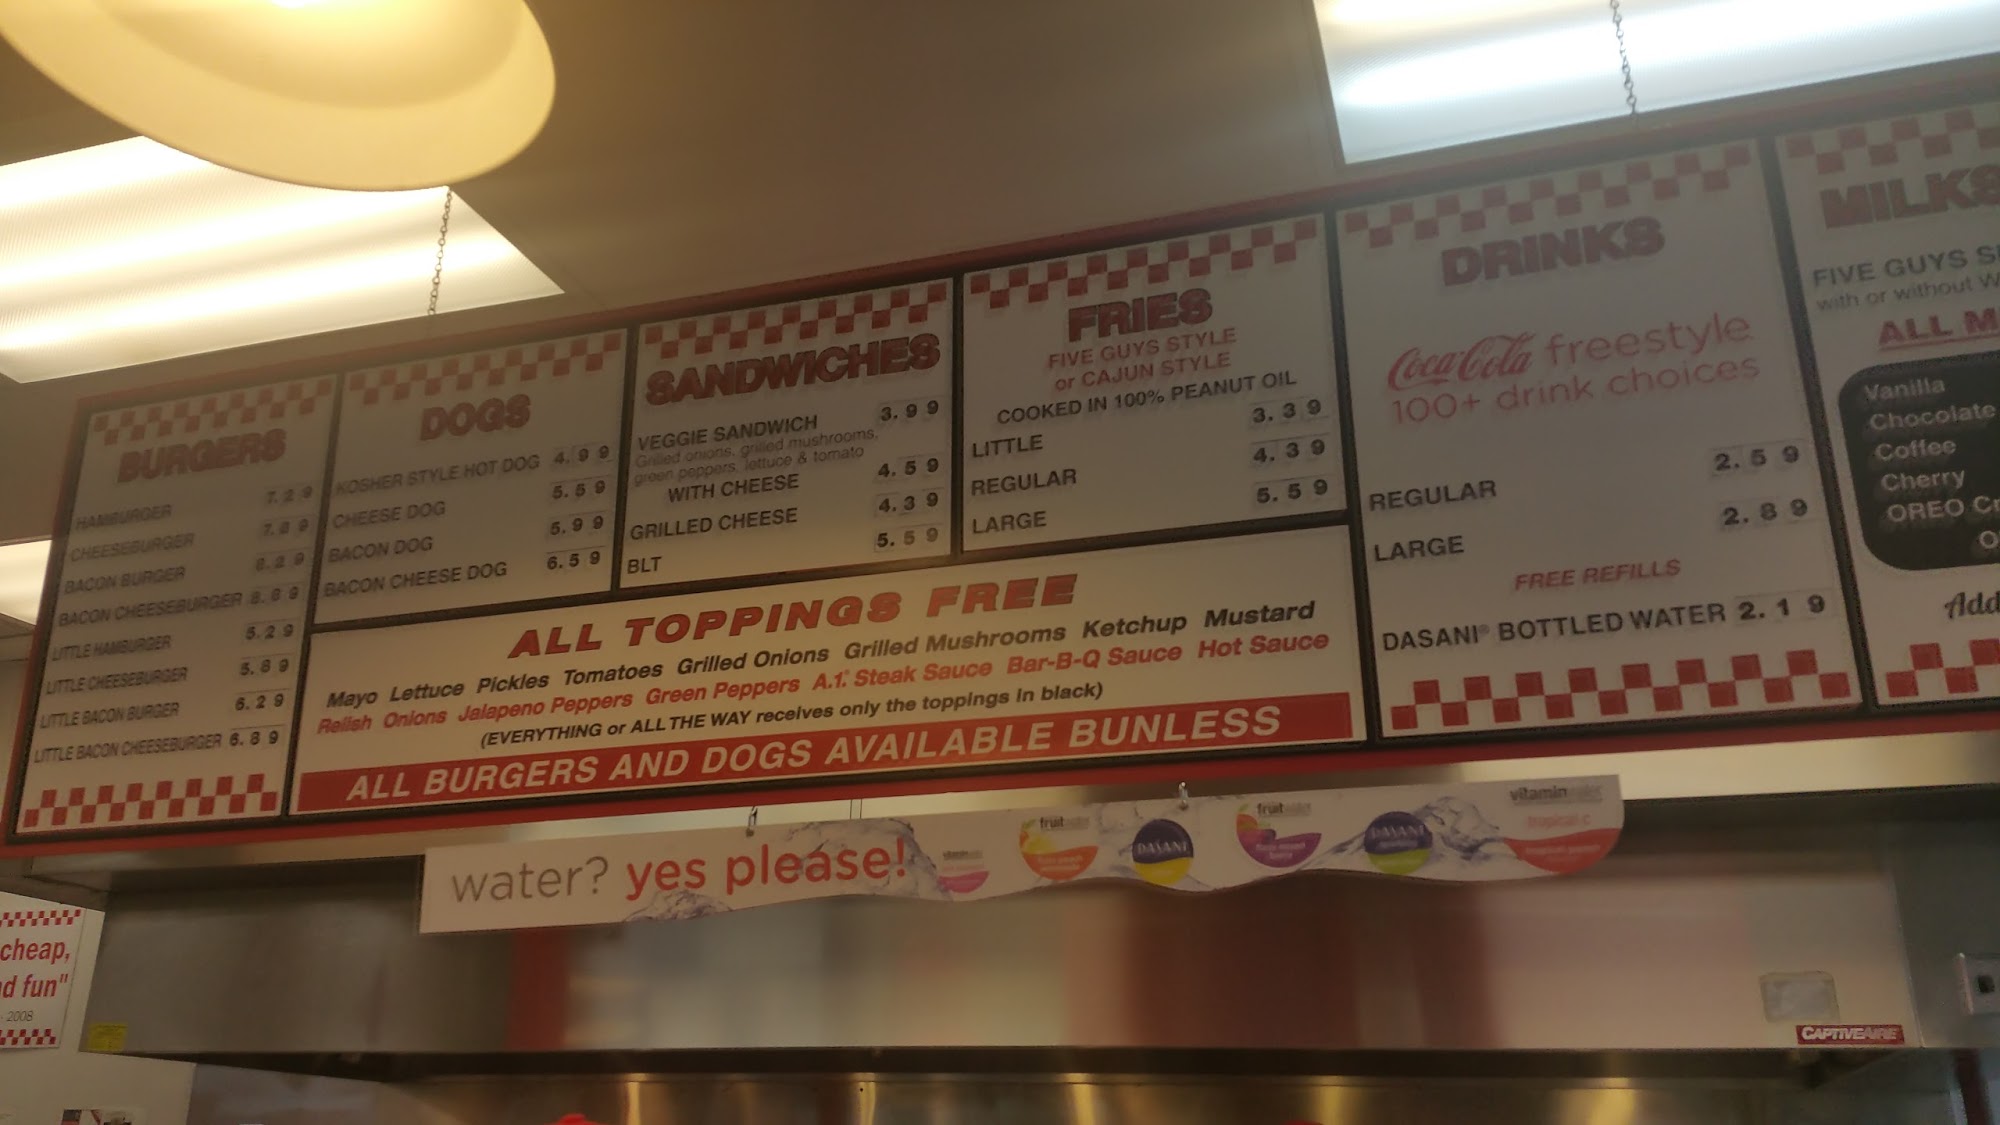 BURGERS
HAMBURGER 7.29
CHEESEBURGER 7.89
BACON BURGER 8.29
BACON CHEESEBURGER 8.89
LITTLE HAMBURGER 5.29
LITTLE CHEESEBURGER 5.89
LITTLE BACON BURGER 6.29
LITTLE BACON CHEESEBURGER 6.89
DOGS
KOSHER STYLE HOT DOG 4.99
CHEESE DOG 5.59
BACON DOG 5.99
BACON CHEESE DOG 6.59
SANDWICHES
VEGGIE SANDWICH 3.99
Grilled onions, grilled mushrooms,
green peppers, lettuce & tomato
WITH CHEESE 4.59
GRILLED CHEESE 4.39
BLT 5.59
FRIES
FIVE GUYS STYLE
or CAJUN STYLE
COOKED IN 100% PEANUT OIL
LITTLE 3.39
REGULAR 4.39
LARGE 5.59
ALL TOPPINGS FREE
Mayo Lettuce Pickles Tomatoes Grilled Onions Grilled Mushrooms Ketchup Mustard
Relish Onions Jalapeno Peppers Green Peppers A.1.® Steak Sauce Bar-B-Q Sauce Hot Sauce
(EVERYTHING or ALL THE WAY receives only the toppings in black)
ALL BURGERS AND DOGS AVAILABLE BUNLESS
DRINKS
Coca-Cola freestyle
100+ drink choices
REGULAR 2.59
LARGE 2.89
FREE REFILLS
DASANI® BOTTLED WATER 2.19
MILKS
FIVE GUYS S
with or without W
ALL M
Vanilla
Chocolate
Coffee
Cherry
OREO Cr
O
Add
water? yes please!
fruitwater
DASANI
fruitwater
DASANI
vitaminwater
tropical c
cheap,
d fun"
2008
CAPTIVEAIRE